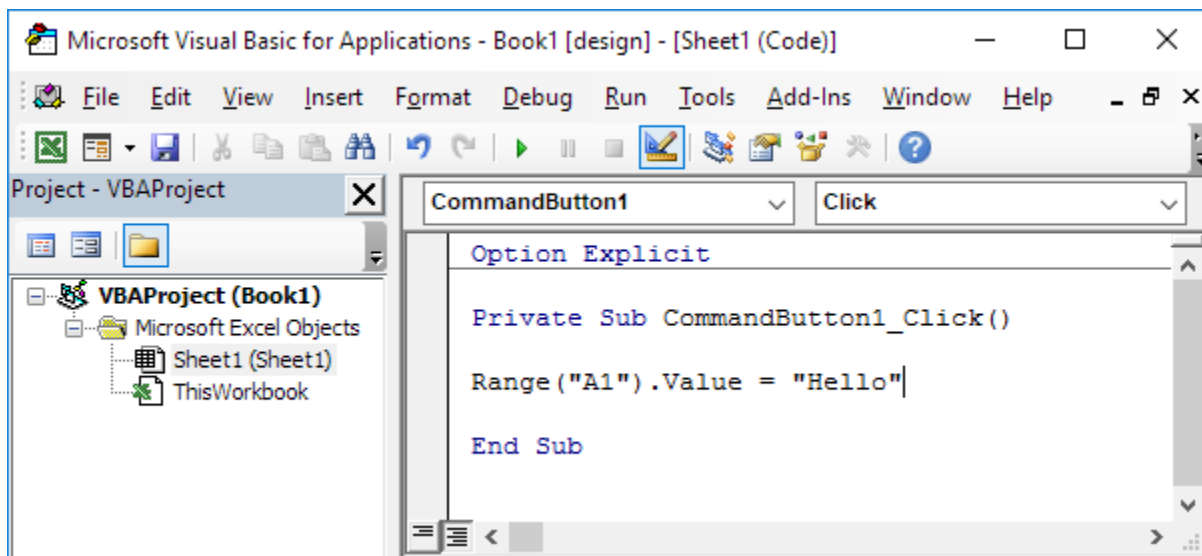 Microsoft Visual Basic for Applications - Book1 [design] - [Sheet1 (Code)]
File Edit View Insert Format Debug Run Tools Add-Ins Window Help
Project - VBAProject
CommandButton1 Click
VBAProject (Book1)
Microsoft Excel Objects
Sheet1 (Sheet1)
ThisWorkbook
Option Explicit
Private Sub CommandButton1_Click()
Range("A1").Value = "Hello"
End Sub